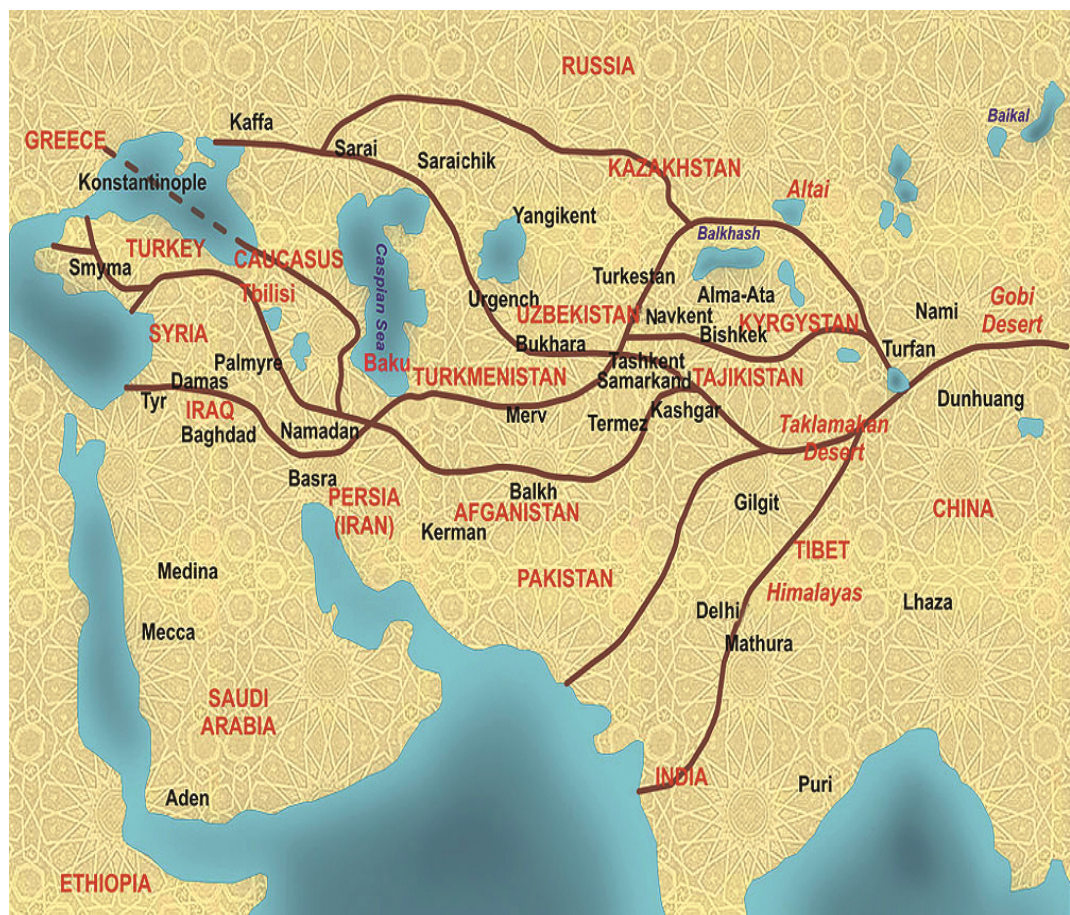 RUSSIA
Baikal
Kaffa
GREECE
Sarai
Saraichik
KAZAKHSTAN
Konstantinople
Altai
Yangikent
Balkhash
TURKEY
CAUCASUS
Caspian Sea
Smyma
Turkestan
Tbilisi
Alma-Ata
Urgench
Gobi
Desert
UZBEKISTAN
Navkent
KYRGYSTAN
Nami
SYRIA
Bishkek
Bukhara
Turfan
Palmyre
Baku
Tashkent
TURKMENISTAN
Samarkand
TAJIKISTAN
Damas
Tyr
IRAQ
Merv
Kashgar
Dunhuang
Baghdad
Namadan
Termez
Taklamakan
Desert
Basra
PERSIA
(IRAN)
Balkh
AFGANISTAN
Gilgit
CHINA
Kerman
TIBET
Medina
PAKISTAN
Himalayas
Lhaza
Delhi
Mecca
Mathura
SAUDI
ARABIA
INDIA
Puri
Aden
ETHIOPIA